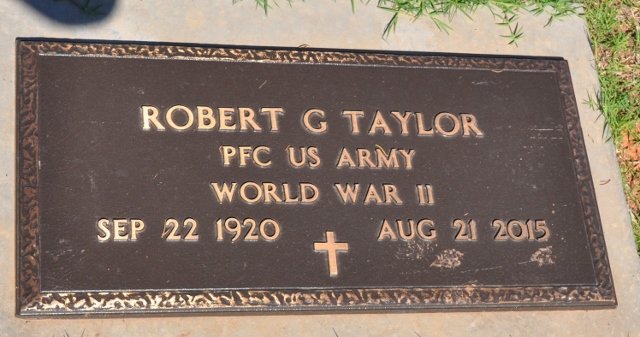 ROBERT G TAYLOR
PFC US ARMY
WORLD WAR II
SEP 22 1920 AUG 21 2015